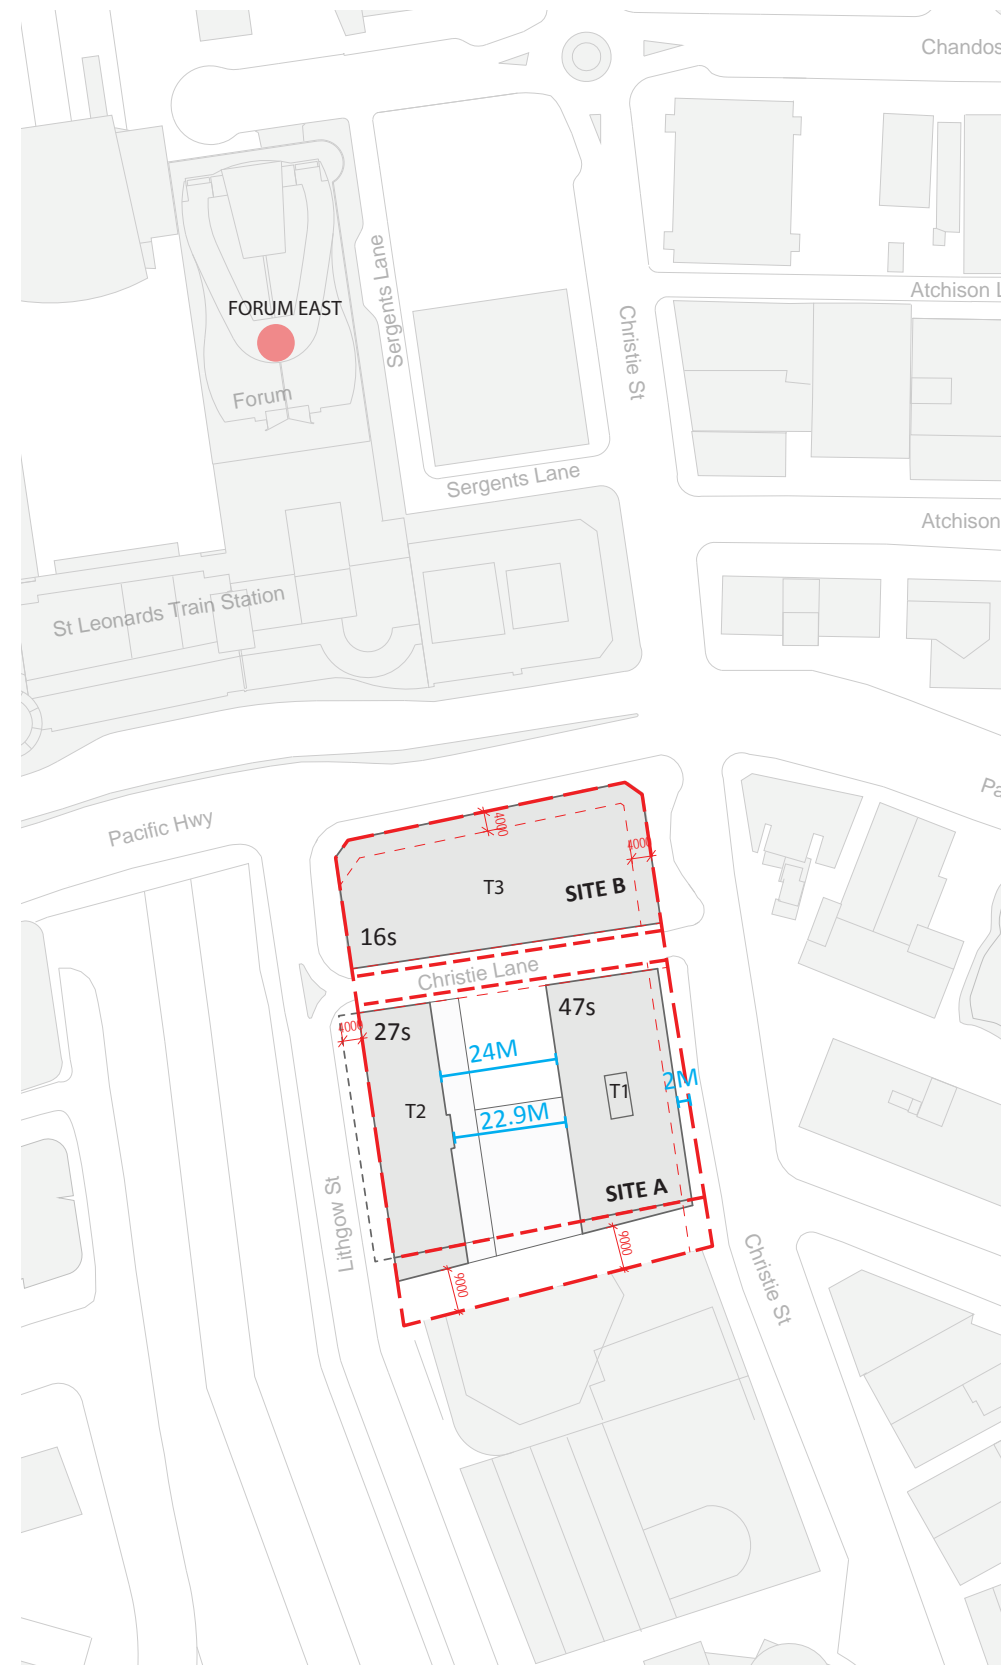 Chandos
Sergents Lane
Atchison L
FORUM EAST
Christie St
Forum
Sergents Lane
Atchison
St Leonards Train Station
Pa
Pacific Hwy
4000
4000
T3
SITE B
16s
Christie Lane
47s
4000
27s
24M
2M
T1
T2
22.9M
SITE A
Lithgow St
9000
Christie St
9000